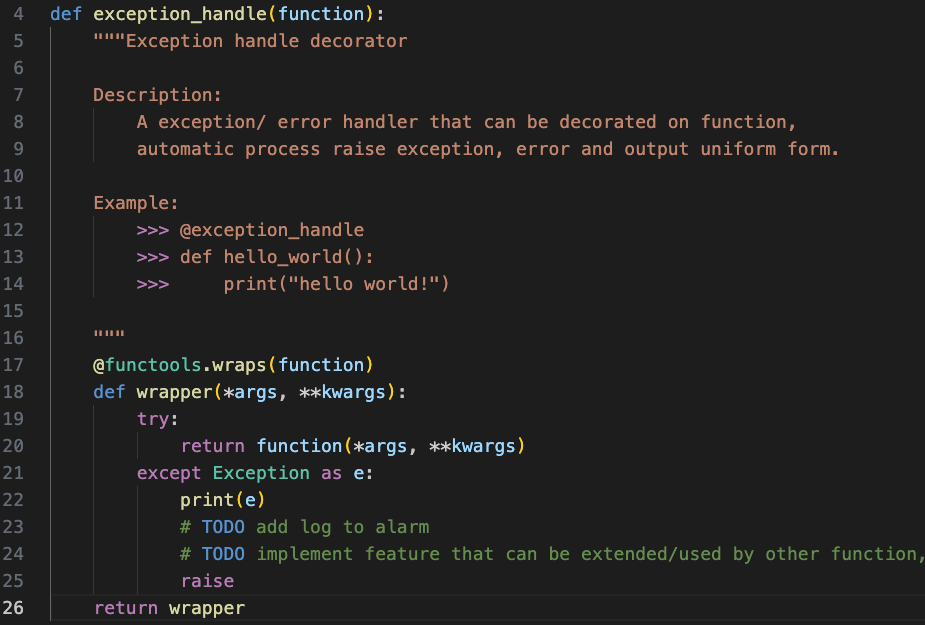 4 def exception_handle(function):
5 """Exception handle decorator
6
7 Description:
8 A exception/ error handler that can be decorated on function,
9 automatic process raise exception, error and output uniform form.
10
11 Example:
12 >>> @exception_handle
13 >>> def hello_world():
14 >>>     print("hello world!")
15
16 """
17 @functools.wraps(function)
18 def wrapper(*args, **kwargs):
19 try:
20 return function(*args, **kwargs)
21 except Exception as e:
22 print(e)
23 # TODO add log to alarm
24 # TODO implement feature that can be extended/used by other function,
25 raise
26 return wrapper